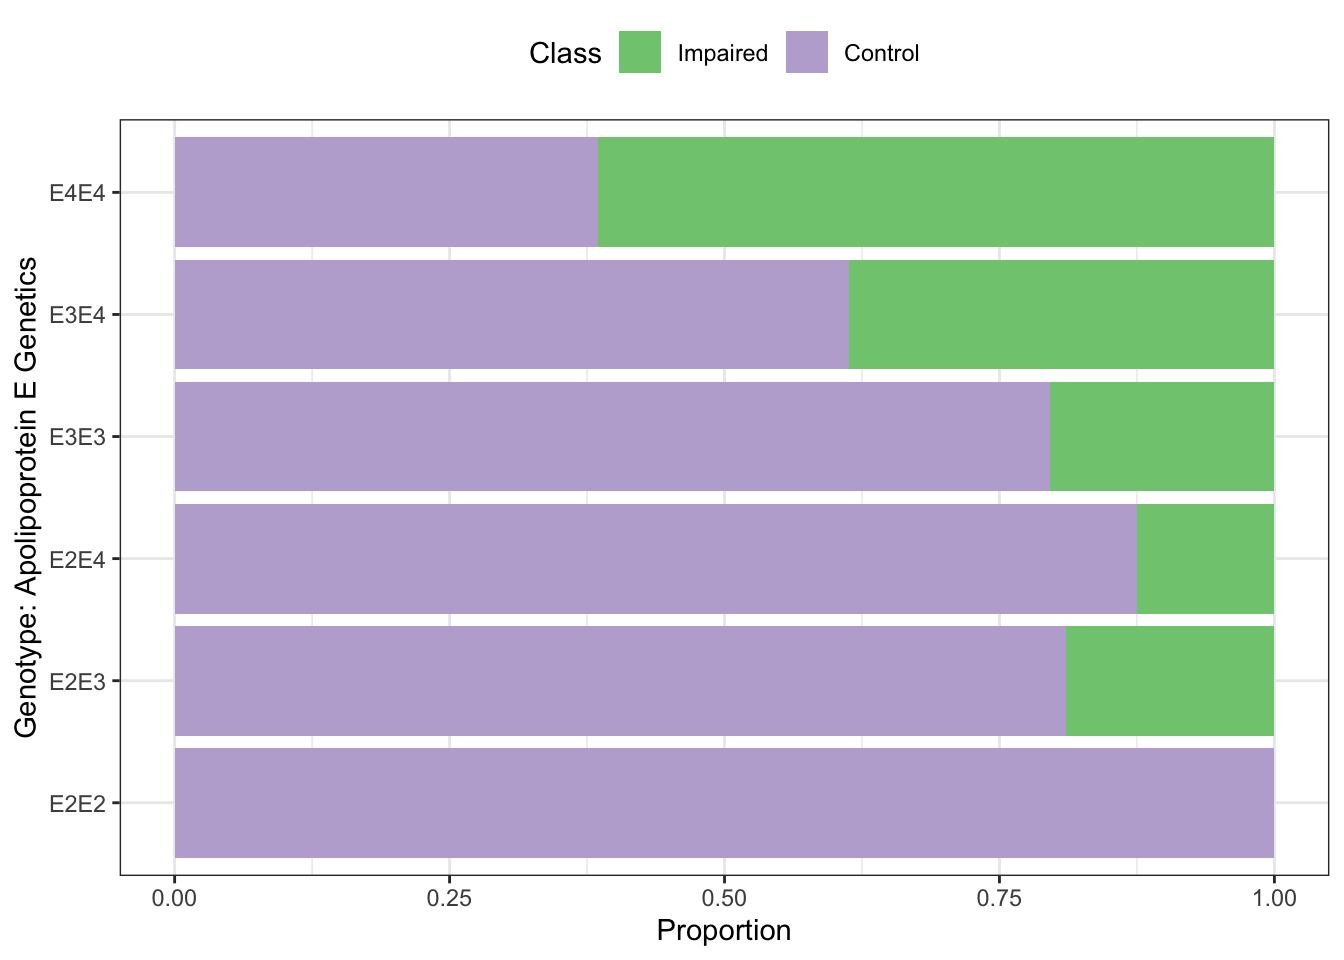 Class Impaired Control
Genotype: Apolipoprotein E Genetics
E4E4
E3E4
E3E3
E2E4
E2E3
E2E2
0.00 0.25 0.50 0.75 1.00
Proportion